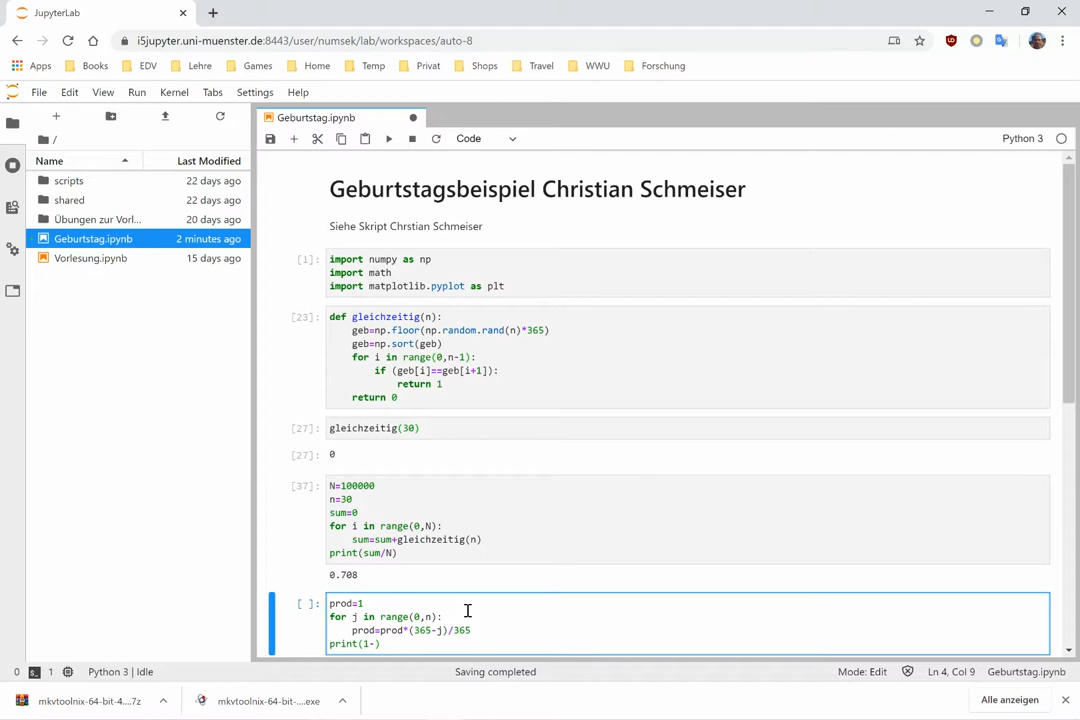 JupyterLab
i5jupyter.uni-muenster.de:8443/user/numsek/lab/workspaces/auto-8
Apps Books EDV Lehre Games Home Temp Privat Shops Travel WWU Forschung
File Edit View Run Kernel Tabs Settings Help
Geburtstag.ipynb
Code
Python 3
/
Name Last Modified
scripts 22 days ago
shared 22 days ago
Übungen zur Vorl... 20 days ago
Geburtstag.ipynb 2 minutes ago
Vorlesung.ipynb 15 days ago
Geburtstagsbeispiel Christian Schmeiser
Siehe Skript Chrstian Schmeiser
[1]: import numpy as np
import math
import matplotlib.pyplot as plt
[23]: def gleichzeitig(n):
geb=np.floor(np.random.rand(n)*365)
geb=np.sort(geb)
for i in range(0,n-1):
if (geb[i]==geb[i+1]):
return 1
return 0
[27]: gleichzeitig(30)
[27]: 0
[37]: N=100000
n=30
sum=0
for i in range(0,N):
sum=sum+gleichzeitig(n)
print(sum/N)
0.708
[ ]: prod=1
for j in range(0,n):
prod=prod*(365-j)/365
print(1-)
0 1 Python 3 | Idle Saving completed Mode: Edit Ln 4, Col 9 Geburtstag.ipynb
mkvtoolnix-64-bit-4....7z mkvtoolnix-64-bit-....exe Alle anzeigen